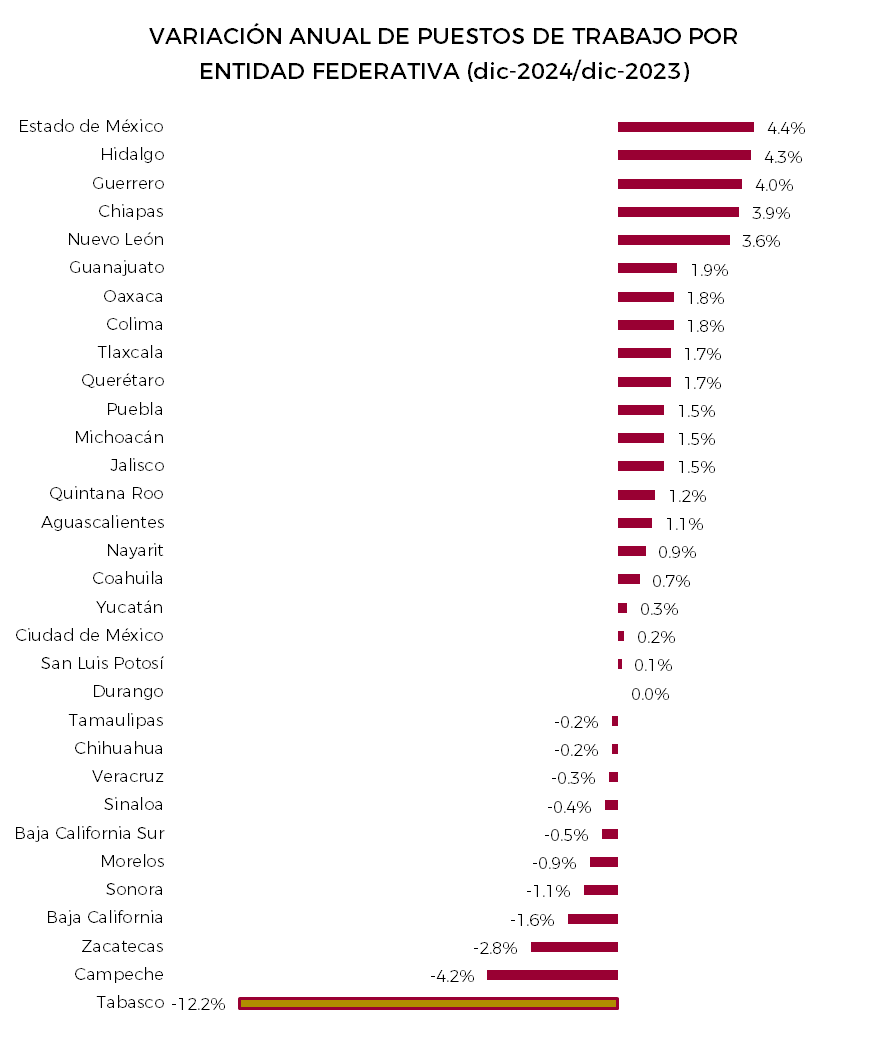 VARIACIÓN ANUAL DE PUESTOS DE TRABAJO POR
ENTIDAD FEDERATIVA (dic-2024/dic-2023)
Estado de México 4.4%
Hidalgo 4.3%
Guerrero 4.0%
Chiapas 3.9%
Nuevo León 3.6%
Guanajuato 1.9%
Oaxaca 1.8%
Colima 1.8%
Tlaxcala 1.7%
Querétaro 1.7%
Puebla 1.5%
Michoacán 1.5%
Jalisco 1.5%
Quintana Roo 1.2%
Aguascalientes 1.1%
Nayarit 0.9%
Coahuila 0.7%
Yucatán 0.3%
Ciudad de México 0.2%
San Luis Potosí 0.1%
Durango 0.0%
Tamaulipas -0.2%
Chihuahua -0.2%
Veracruz -0.3%
Sinaloa -0.4%
Baja California Sur -0.5%
Morelos -0.9%
Sonora -1.1%
Baja California -1.6%
Zacatecas -2.8%
Campeche -4.2%
Tabasco -12.2%